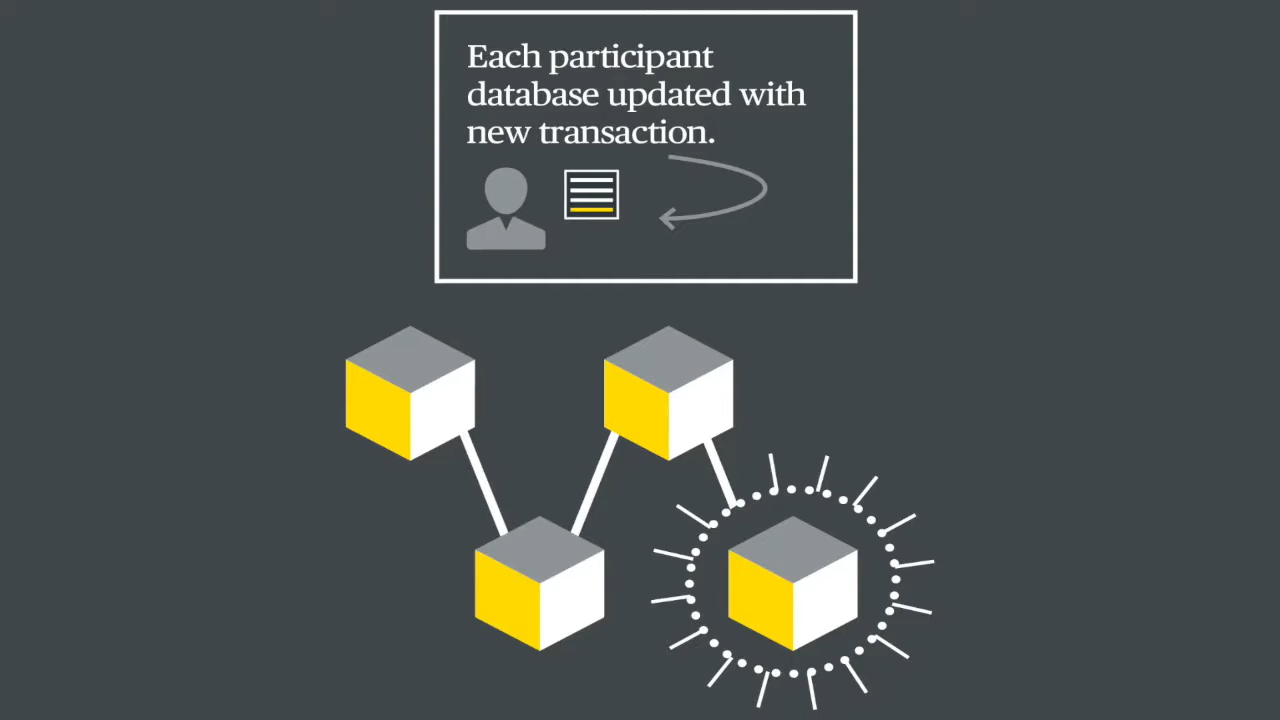 Each participant
database updated with
new transaction.